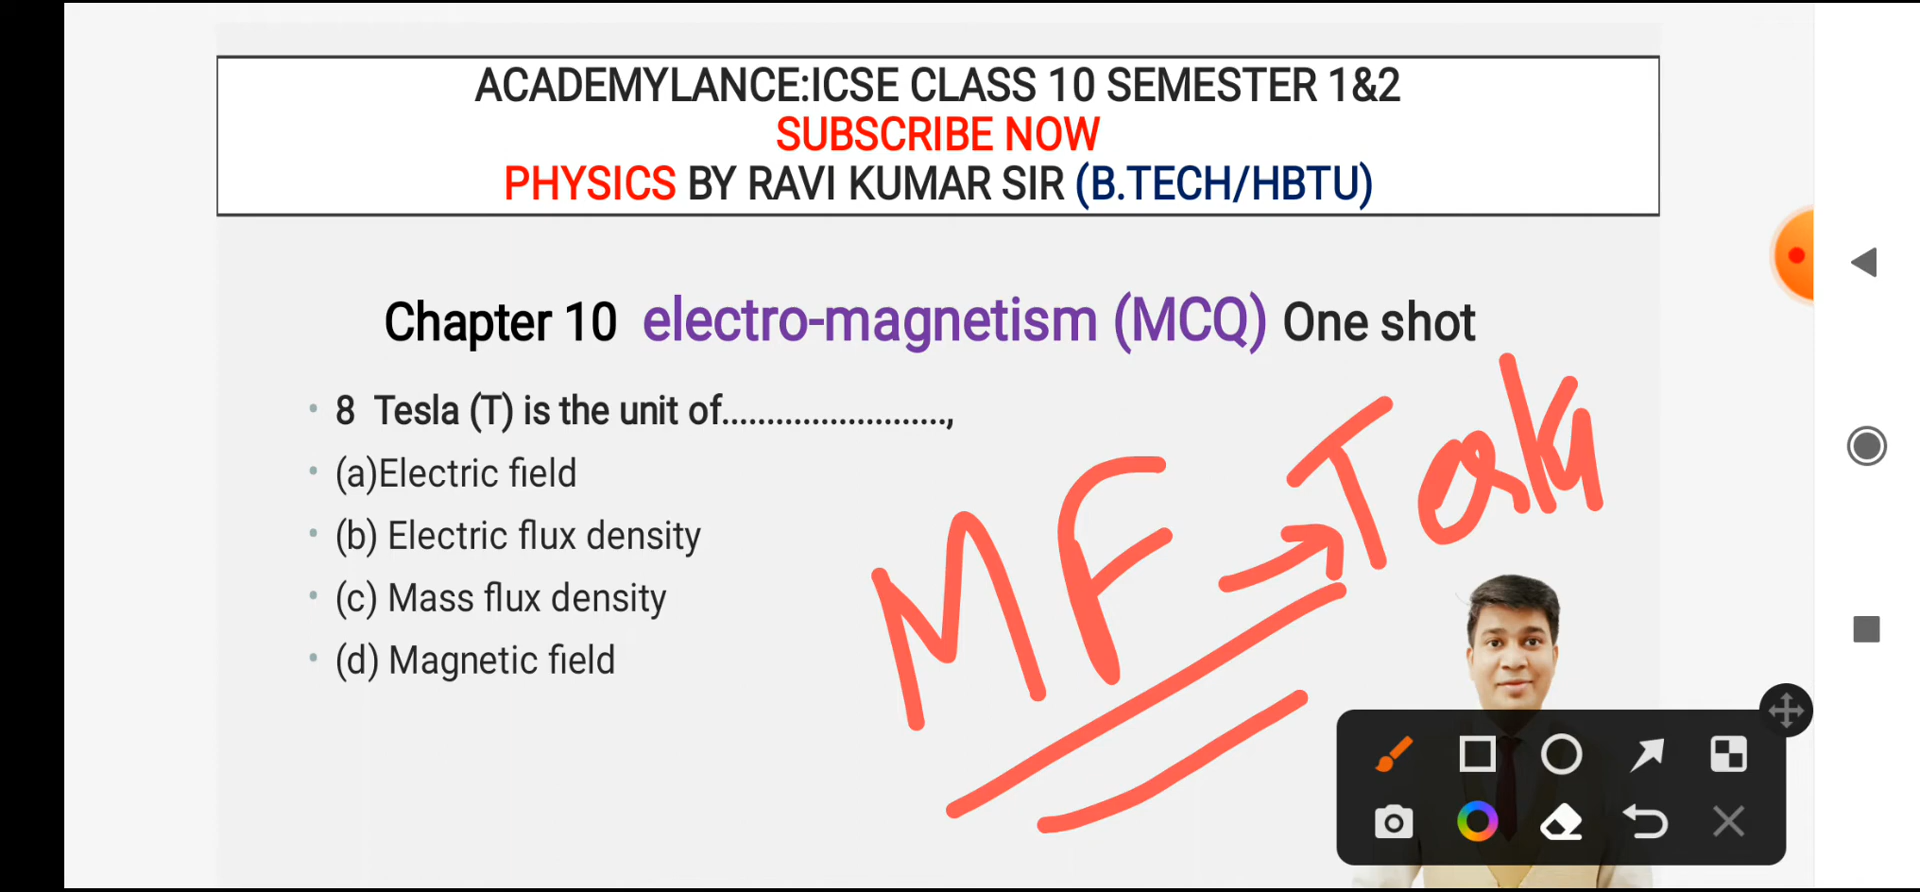 ACADEMYLANCE:ICSE CLASS 10 SEMESTER 1&2
SUBSCRIBE NOW
PHYSICS BY RAVI KUMAR SIR (B.TECH/HBTU)
Chapter 10 electro-magnetism (MCQ) One shot
• 8 Tesla (T) is the unit of........................,
• (a)Electric field
• (b) Electric flux density
• (c) Mass flux density
• (d) Magnetic field
MF→Tesla